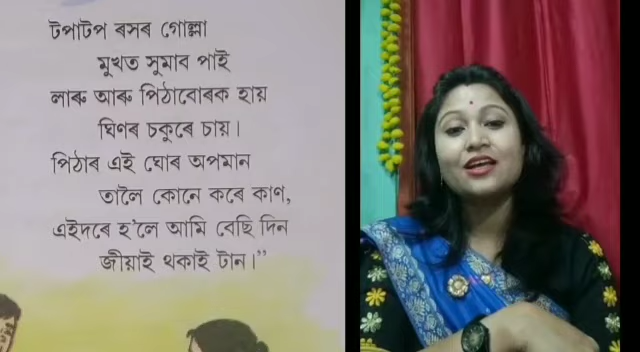 টপাটপ ৰসৰ গোল্লা
মুখত সুমাব পাই
লাৰু আৰু পিঠাবোৰক হায়
ঘিণৰ চকুৰে চায়।
পিঠাৰ এই ঘোৰ অপমান
তালৈ কোনে কৰে কাণ,
এইদৰে হ’লে আমি বেছি দিন
জীয়াই থকাই টান।”